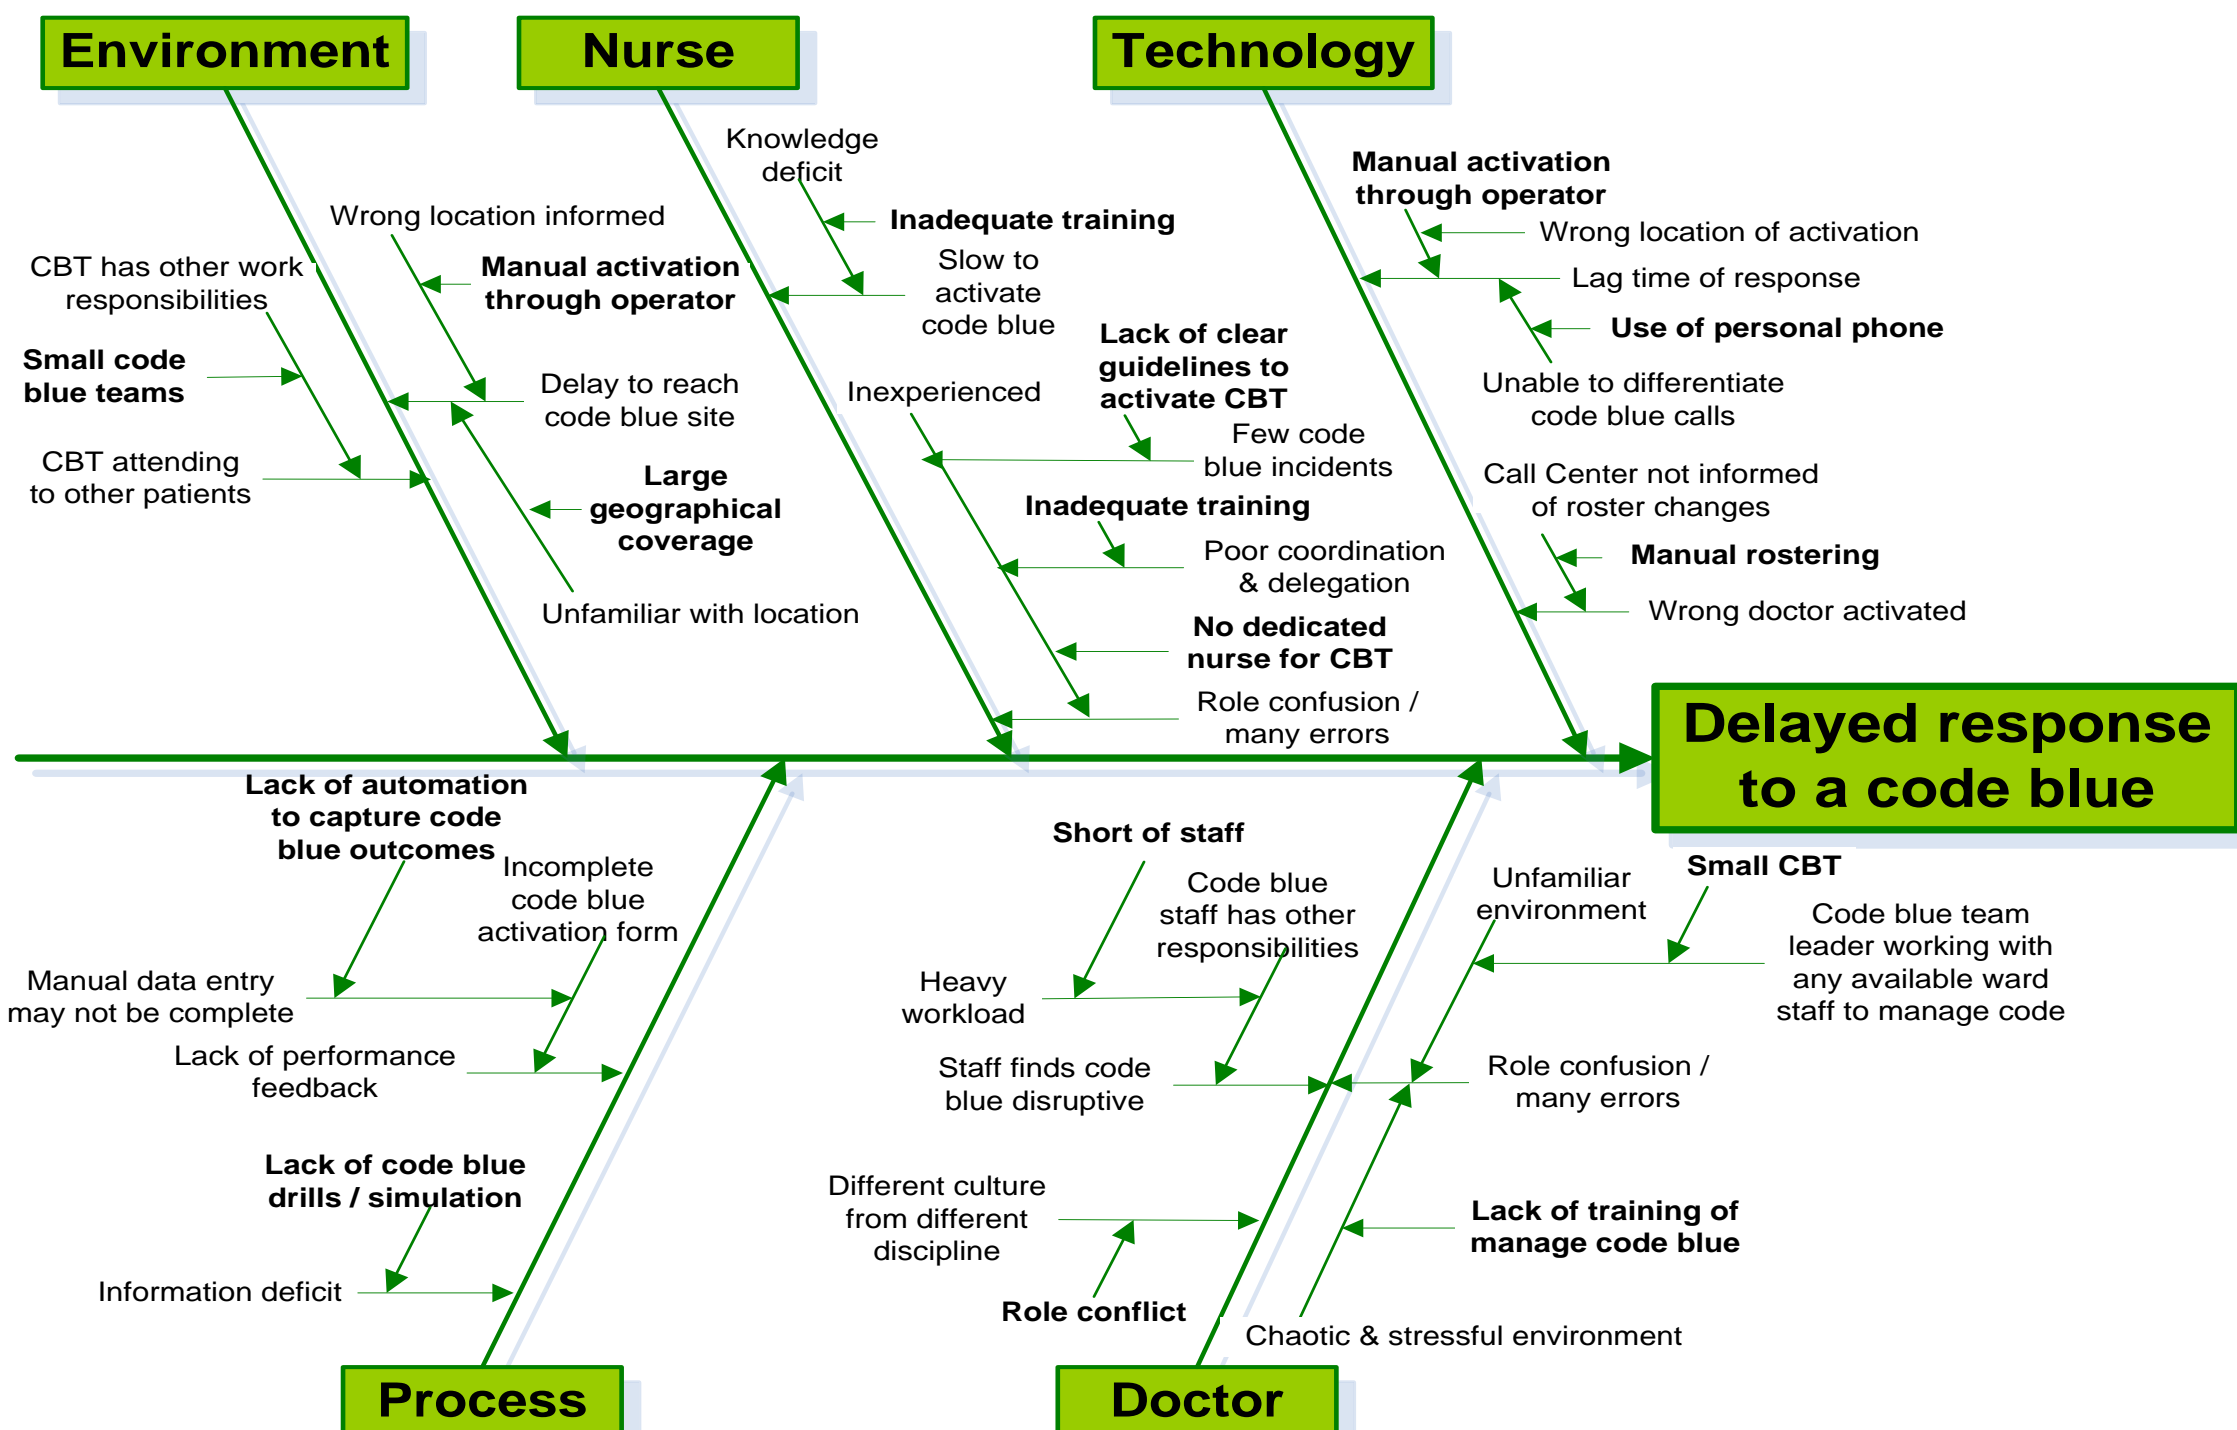 Environment
Nurse
Technology
Knowledge
deficit
Inadequate training
Slow to
activate
code blue
Wrong location informed
Manual activation
through operator
CBT has other work
responsibilities
Small code
blue teams
Delay to reach
code blue site
CBT attending
to other patients
Large
geographical
coverage
Unfamiliar with location
Lack of clear
guidelines to
activate CBT
Inexperienced
Few code
blue incidents
Inadequate training
Poor coordination
& delegation
No dedicated
nurse for CBT
Role confusion /
many errors
Manual activation
through operator
Wrong location of activation
Lag time of response
Use of personal phone
Unable to differentiate
code blue calls
Call Center not informed
of roster changes
Manual rostering
Wrong doctor activated
Delayed response
to a code blue
Lack of automation
to capture code
blue outcomes
Incomplete
code blue
activation form
Manual data entry
may not be complete
Lack of performance
feedback
Lack of code blue
drills / simulation
Information deficit
Short of staff
Code blue
staff has other
responsibilities
Heavy
workload
Staff finds code
blue disruptive
Different culture
from different
discipline
Role conflict
Unfamiliar
environment
Small CBT
Code blue team
leader working with
any available ward
staff to manage code
Role confusion /
many errors
Lack of training of
manage code blue
Chaotic & stressful environment
Process
Doctor